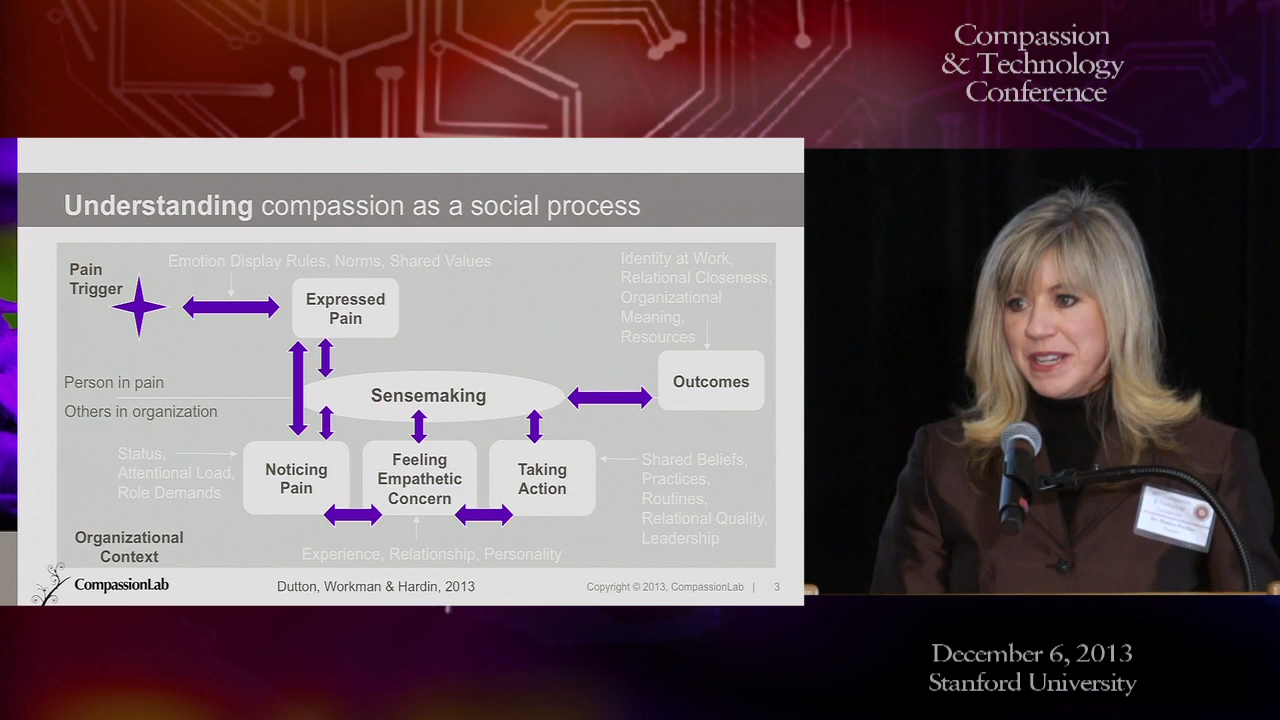 Compassion
& Technology
Conference
Understanding compassion as a social process
Pain
Trigger
Emotion Display Rules, Norms, Shared Values
Expressed
Pain
Identity at Work,
Relational Closeness,
Organizational
Meaning,
Resources
Person in pain
Others in organization
Sensemaking
Outcomes
Status,
Attentional Load,
Role Demands
Noticing
Pain
Feeling
Empathetic
Concern
Taking
Action
Shared Beliefs,
Practices,
Routines,
Relational Quality,
Leadership
Organizational
Context
Experience, Relationship, Personality
CompassionLab
Dutton, Workman & Hardin, 2013
Copyright © 2013, CompassionLab | 3
December 6, 2013
Stanford University